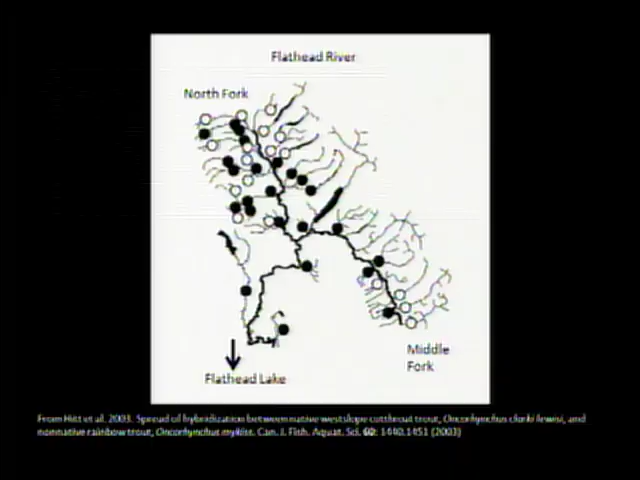 Flathead River
North Fork
Middle
Fork
Flathead Lake
From Hitt et al. 2003. Spread of hybridization between native westslope cutthroat trout, Oncorhynchus clarki lewisi, and
nonnative rainbow trout, Oncorhynchus mykiss. Can. J. Fish. Aquat. Sci. 60: 1440.1451 (2003)